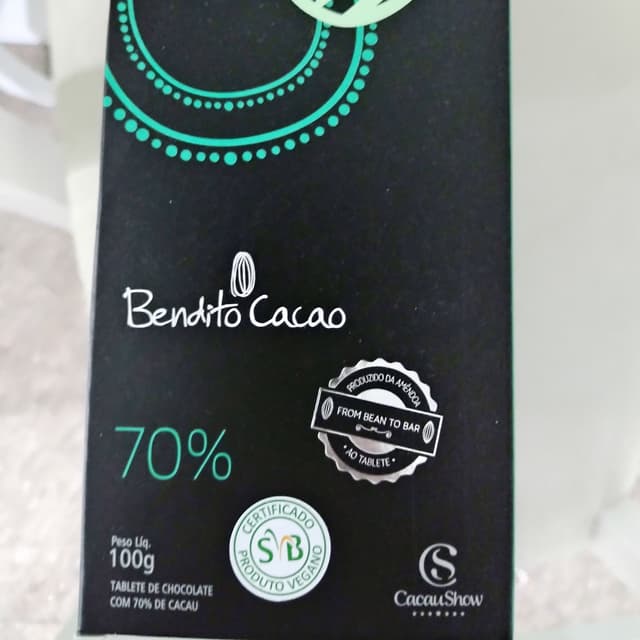 Bendito Cacao
PRODUZIDO DA AMÊNDOA
FROM BEAN TO BAR
• AO TABLETE •
70%
CERTIFICADO
SVB
PRODUTO VEGANO
Peso Líq.
100g
TABLETE DE CHOCOLATE
COM 70% DE CACAU
CS
CacauShow